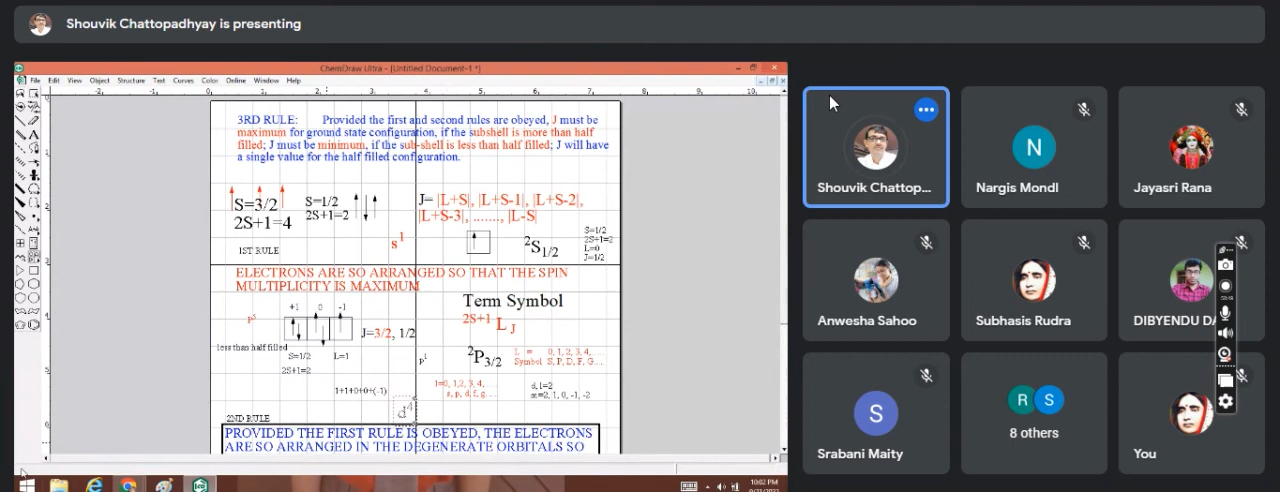 Shouvik Chattopadhyay is presenting
ChemDraw Ultra - [Untitled Document-1 *]
File Edit View Object Structure Text Curves Color Online Window Help
3RD RULE: Provided the first and second rules are obeyed, J must be
maximum for ground state configuration, if the subshell is more than half
filled; J must be minimum, if the sub-shell is less than half filled; J will have
a single value for the half filled configuration.
S=3/2
2S+1=4
S=1/2
2S+1=2
J= |L+S|, |L+S-1|, |L+S-2|,
|L+S-3|, ......., |L-S|
1ST RULE
s¹
²S1/2
S=1/2
2S+1=2
L=0
J=1/2
ELECTRONS ARE SO ARRANGED SO THAT THE SPIN
MULTIPLICITY IS MAXIMUM
+1 0 -1
p⁵
J=3/2, 1/2
less than half filled
S=1/2 L=1
2S+1=2
Term Symbol
2S+1 L J
p¹
²P3/2
L = 0, 1, 2, 3, 4,
Symbol S, P, D, F, G....
1+1+0+0+(-1)
l=0, 1,2, 3, 4,
s, p, d, f, g....
d, l=2
m=2, 1, 0, -1, -2
d⁴
2ND RULE
PROVIDED THE FIRST RULE IS OBEYED, THE ELECTRONS
ARE SO ARRANGED IN THE DEGENERATE ORBITALS SO
10:02 PM
Shouvik Chattop...
N
Nargis Mondl
Jayasri Rana
Anwesha Sahoo
Subhasis Rudra
DIBYENDU DA
S
Srabani Maity
R S
8 others
You